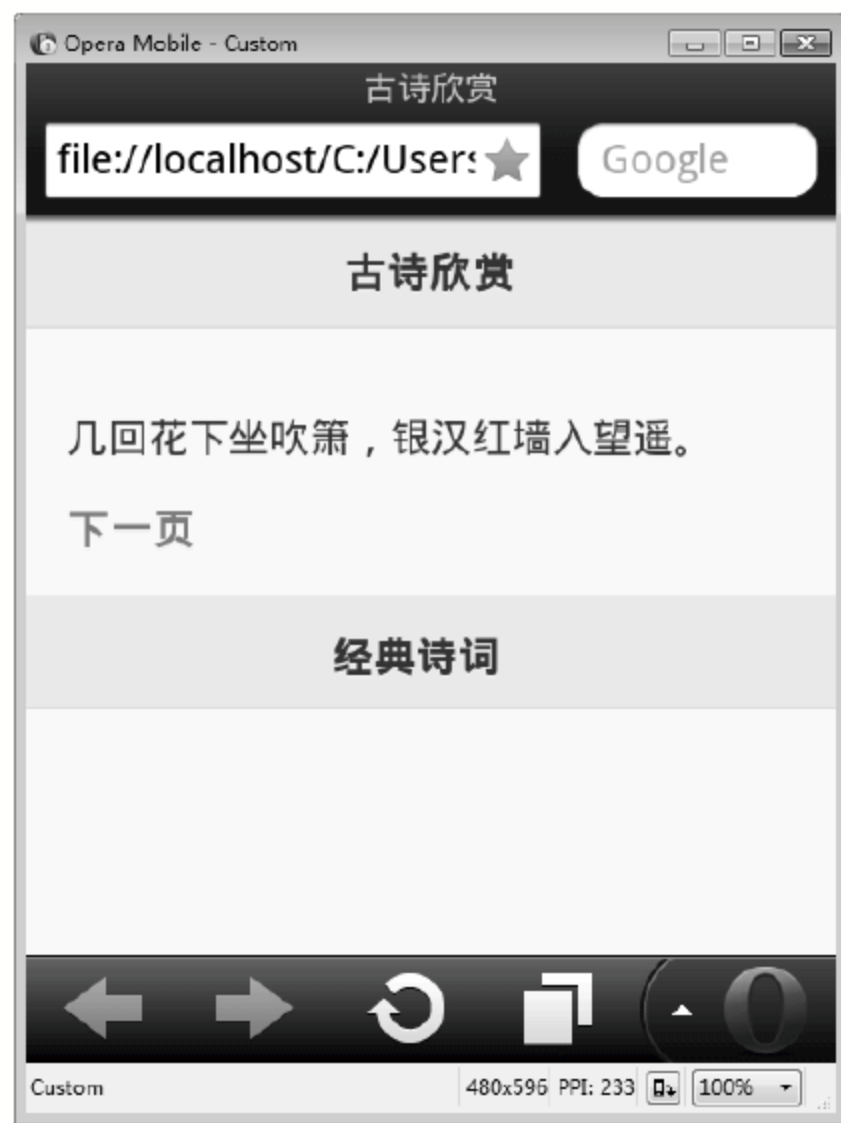 Opera Mobile - Custom
古诗欣赏
file://localhost/C:/Users
Google
古诗欣赏
几回花下坐吹箫，银汉红墙入望遥。
下一页
经典诗词
Custom 480x596 PPI: 233 100%